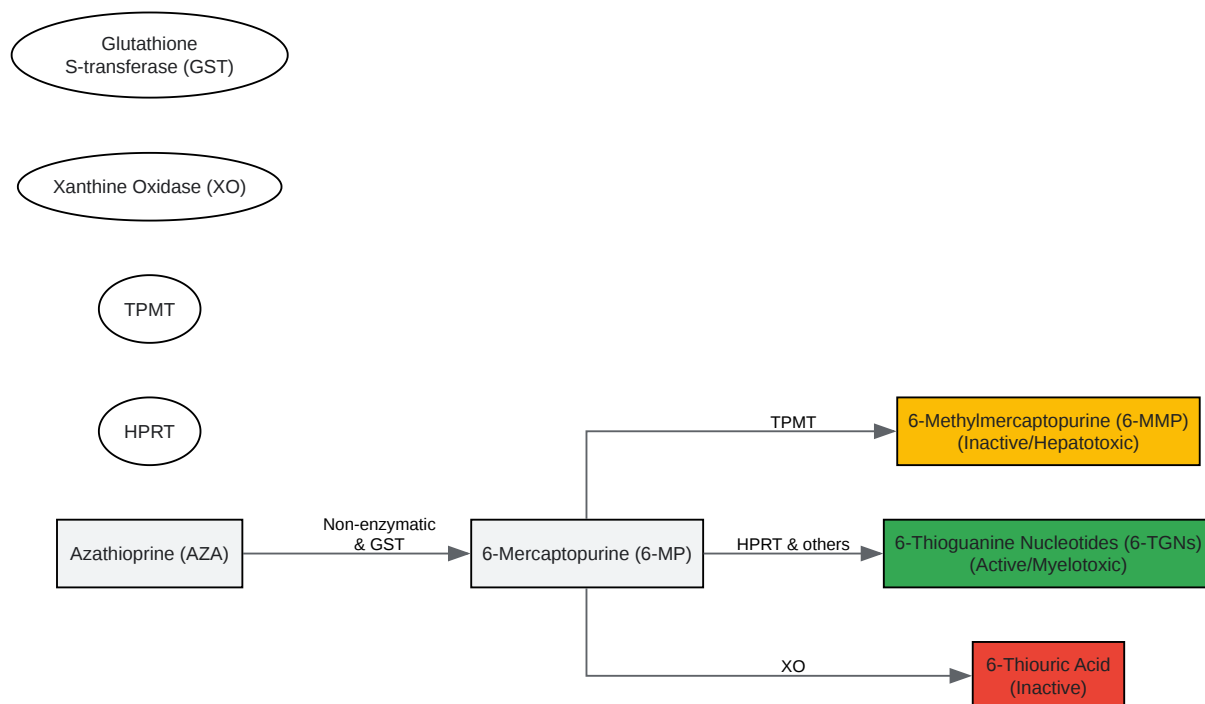 Glutathione
S-transferase (GST)
Xanthine Oxidase (XO)
TPMT
HPRT
TPMT
6-Methylmercaptopurine (6-MMP)
(Inactive/Hepatotoxic)
Azathioprine (AZA)
Non-enzymatic
& GST
6-Mercaptopurine (6-MP)
HPRT & others
6-Thioguanine Nucleotides (6-TGNs)
(Active/Myelotoxic)
XO
6-Thiouric Acid
(Inactive)